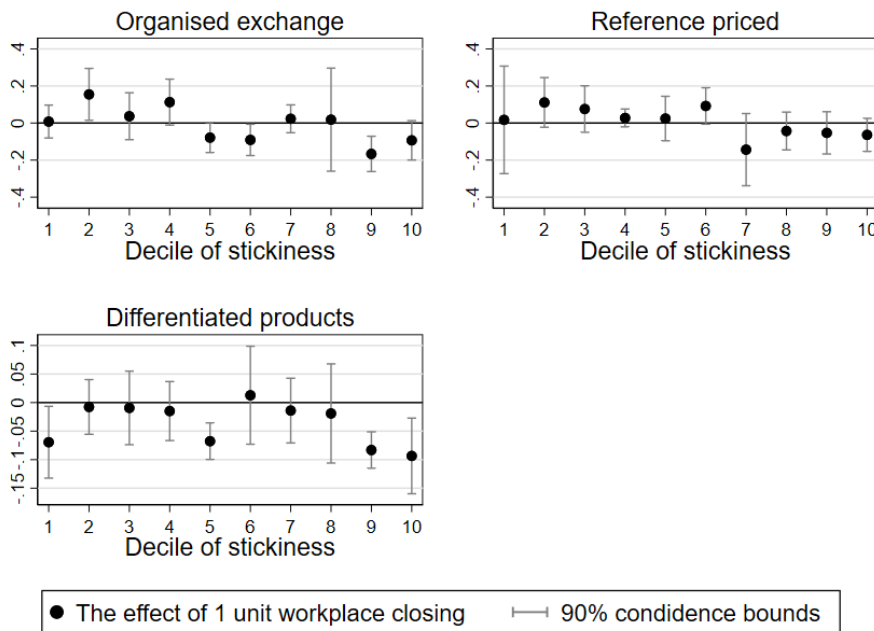 Organised exchange
.4
.2
0
-.2
-.4
1 2 3 4 5 6 7 8 9 10
Decile of stickiness
Reference priced
.4
.2
0
-.2
-.4
1 2 3 4 5 6 7 8 9 10
Decile of stickiness
Differentiated products
.1
.05
0
-.05
-.1
-.15
1 2 3 4 5 6 7 8 9 10
Decile of stickiness
The effect of 1 unit workplace closing
90% condidence bounds